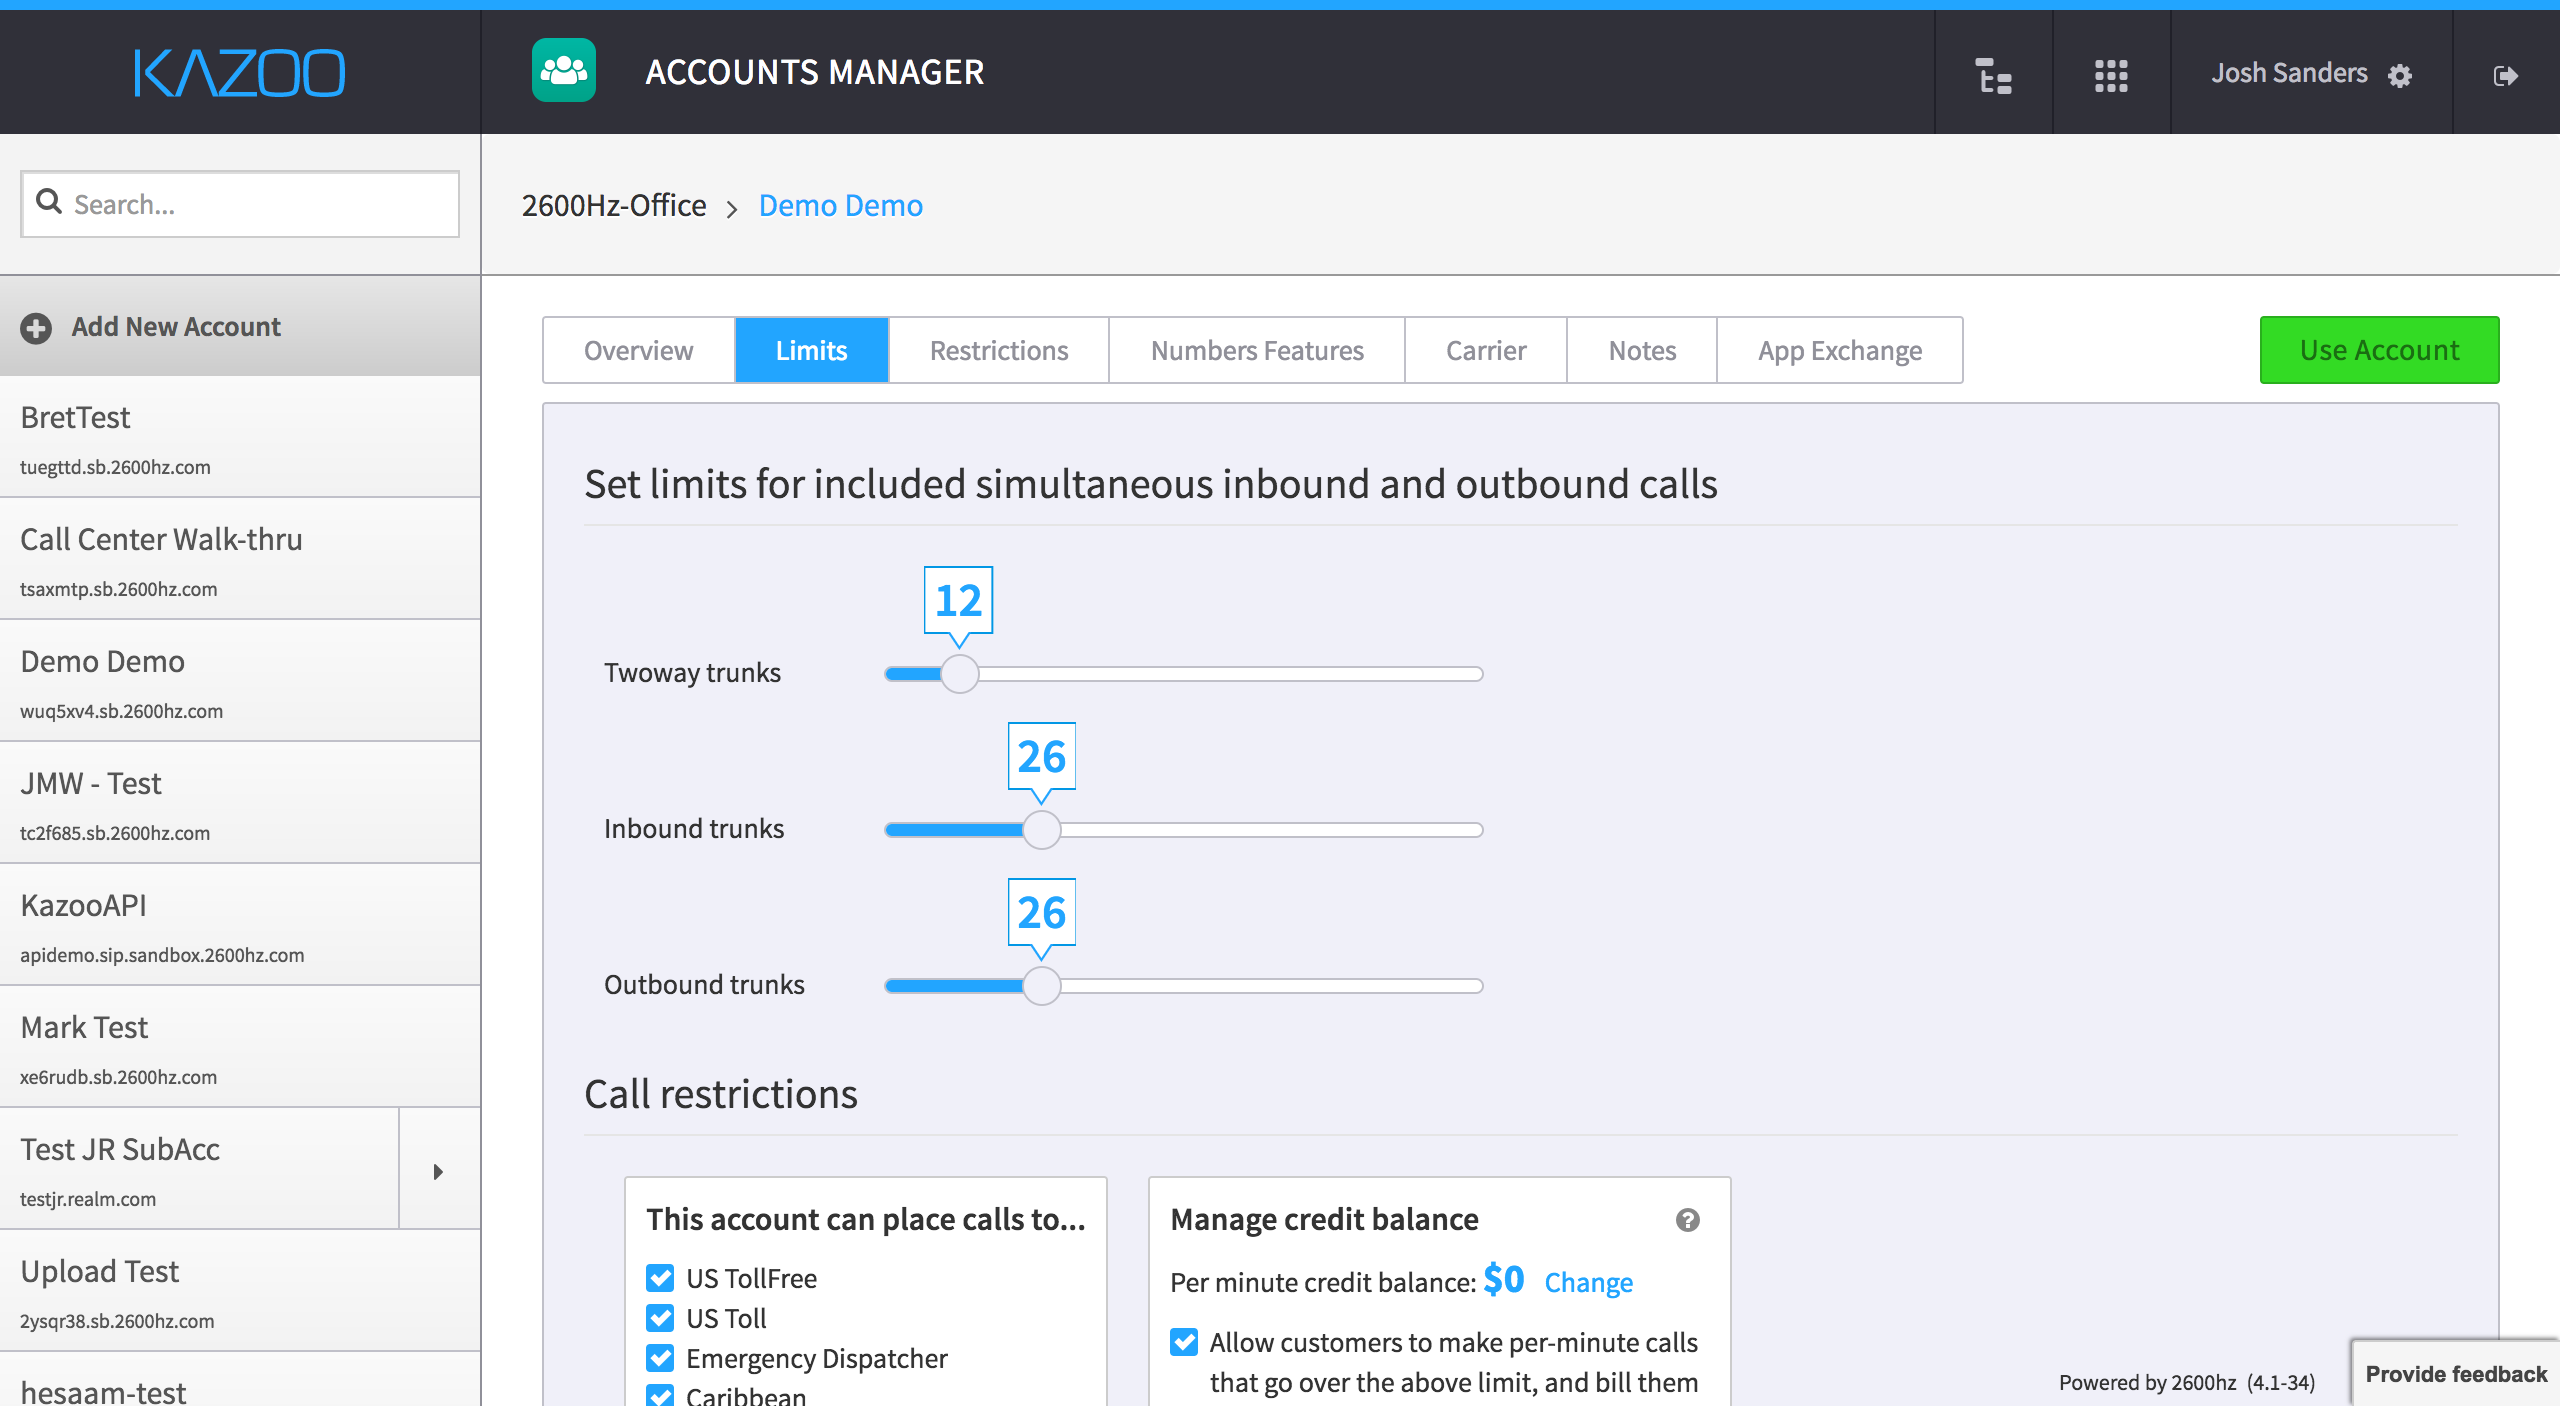 KAZOO
ACCOUNTS MANAGER
Josh Sanders
Search...
2600Hz-Office > Demo Demo
Add New Account
BretTest
tuegttd.sb.2600hz.com
Call Center Walk-thru
tsaxmtp.sb.2600hz.com
Demo Demo
wuq5xv4.sb.2600hz.com
JMW - Test
tc2f685.sb.2600hz.com
KazooAPI
apidemo.sip.sandbox.2600hz.com
Mark Test
xe6rudb.sb.2600hz.com
Test JR SubAcc
testjr.realm.com
Upload Test
2ysqr38.sb.2600hz.com
hesaam-test
Overview
Limits
Restrictions
Numbers Features
Carrier
Notes
App Exchange
Use Account
Set limits for included simultaneous inbound and outbound calls
12
Twoway trunks
26
Inbound trunks
26
Outbound trunks
Call restrictions
This account can place calls to...
US TollFree
US Toll
Emergency Dispatcher
Caribbean
Manage credit balance
Per minute credit balance: $0 Change
Allow customers to make per-minute calls
that go over the above limit, and bill them
Powered by 2600hz (4.1-34)
Provide feedback